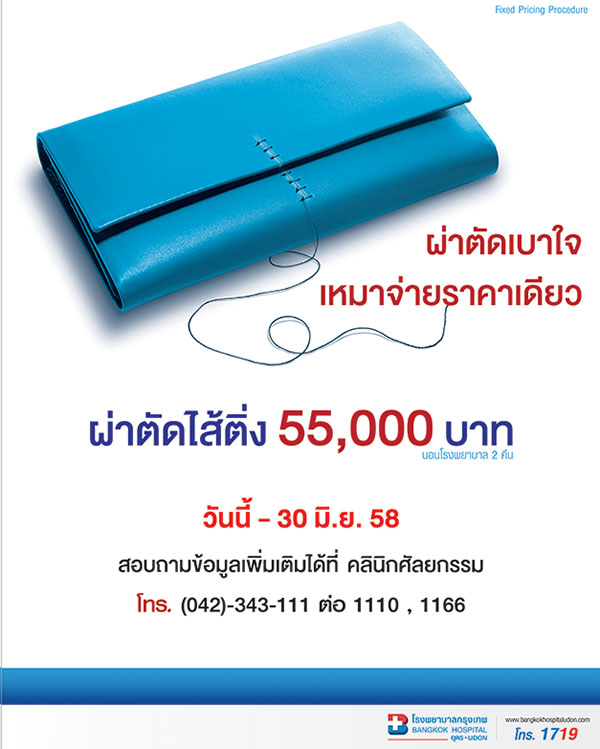 Fixed Pricing Procedure
ผ่าตัดเบาใจ
เหมาจ่ายราคาเดียว
ผ่าตัดไส้ติ่ง 55,000 บาท
นอนโรงพยาบาล 2 คืน
วันนี้ - 30 มิ.ย. 58
สอบถามข้อมูลเพิ่มเติมได้ที่ คลินิกศัลยกรรม
โทร. (042)-343-111 ต่อ 1110 , 1166
โรงพยาบาลกรุงเทพ
BANGKOK HOSPITAL
อุดร • UDON
www.bangkokhospitaludon.com
โทร. 1719